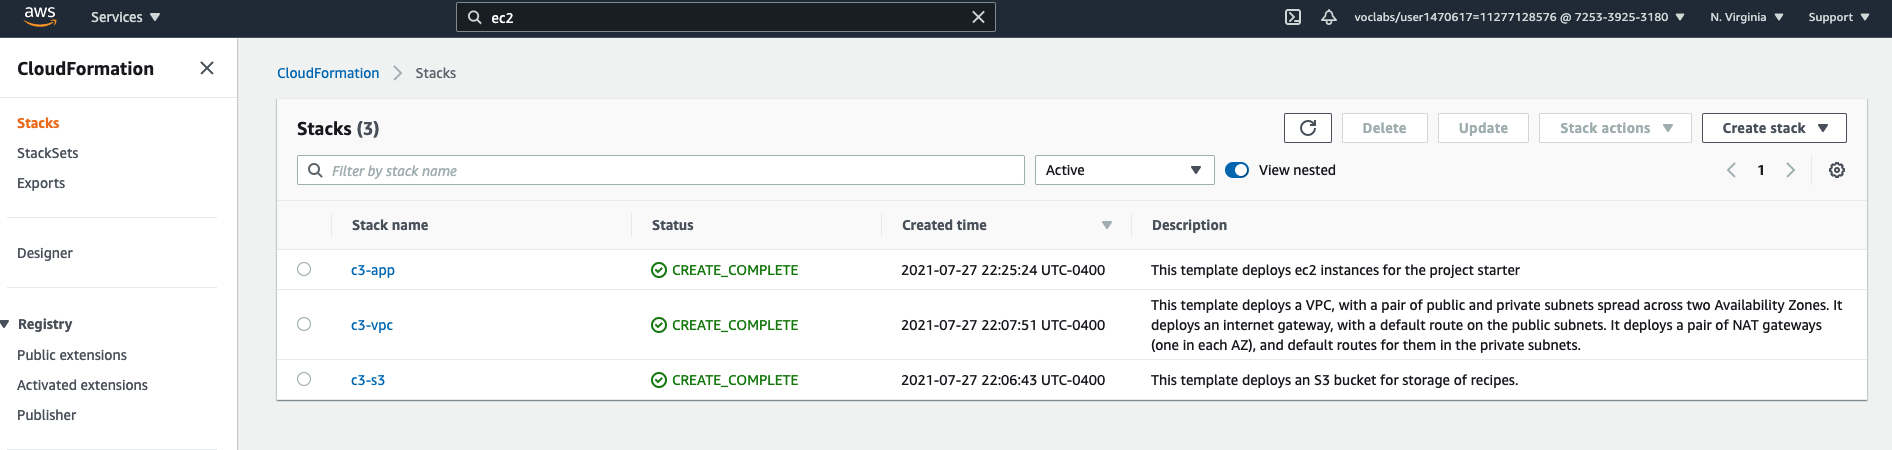 aws Services ec2 voclabs/user1470617=11277128576 @ 7253-3925-3180 N. Virginia Support
CloudFormation
Stacks
StackSets
Exports
Designer
Registry
Public extensions
Activated extensions
Publisher
CloudFormation Stacks
Stacks (3) Delete Update Stack actions Create stack
Filter by stack name Active View nested 1
Stack name Status Created time Description
c3-app CREATE_COMPLETE 2021-07-27 22:25:24 UTC-0400 This template deploys ec2 instances for the project starter
c3-vpc CREATE_COMPLETE 2021-07-27 22:07:51 UTC-0400 This template deploys a VPC, with a pair of public and private subnets spread across two Availability Zones. It
deploys an internet gateway, with a default route on the public subnets. It deploys a pair of NAT gateways
(one in each AZ), and default routes for them in the private subnets.
c3-s3 CREATE_COMPLETE 2021-07-27 22:06:43 UTC-0400 This template deploys an S3 bucket for storage of recipes.